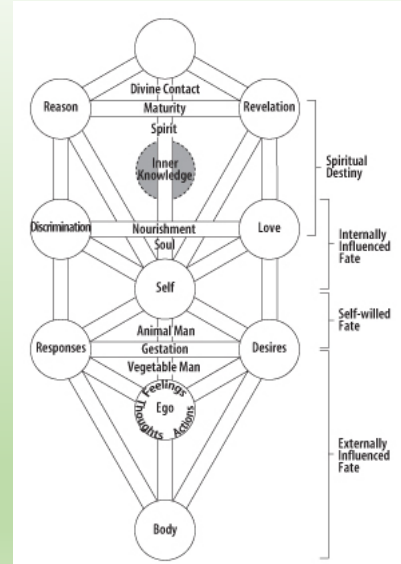 Divine Contact
Reason
Maturity
Revelation
Spirit
Inner
Knowledge
Spiritual
Destiny
Discrimination
Nourishment
Love
Soul
Internally
Influenced
Fate
Self
Self-willed
Fate
Animal Man
Responses
Gestation
Desires
Vegetable Man
Feelings
Ego
Thoughts
Actions
Externally
Influenced
Fate
Body